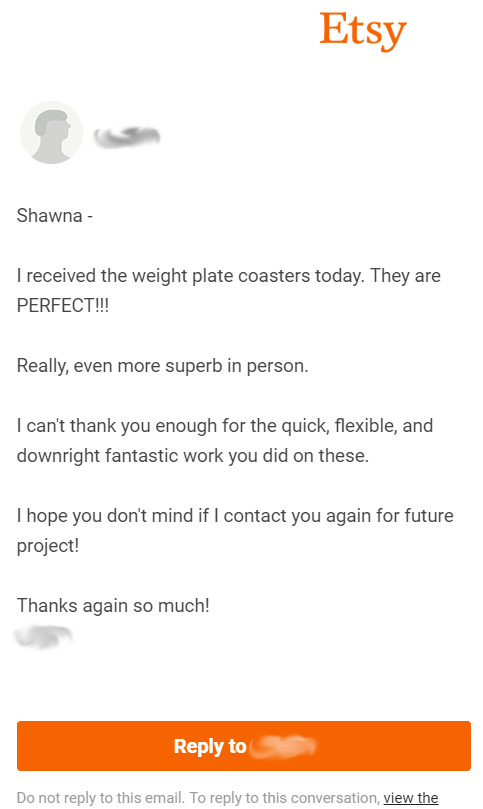 Etsy
Shawna -
I received the weight plate coasters today. They are
PERFECT!!!
Really, even more superb in person.
I can't thank you enough for the quick, flexible, and
downright fantastic work you did on these.
I hope you don't mind if I contact you again for future
project!
Thanks again so much!
Reply to
Do not reply to this email. To reply to this conversation, view the